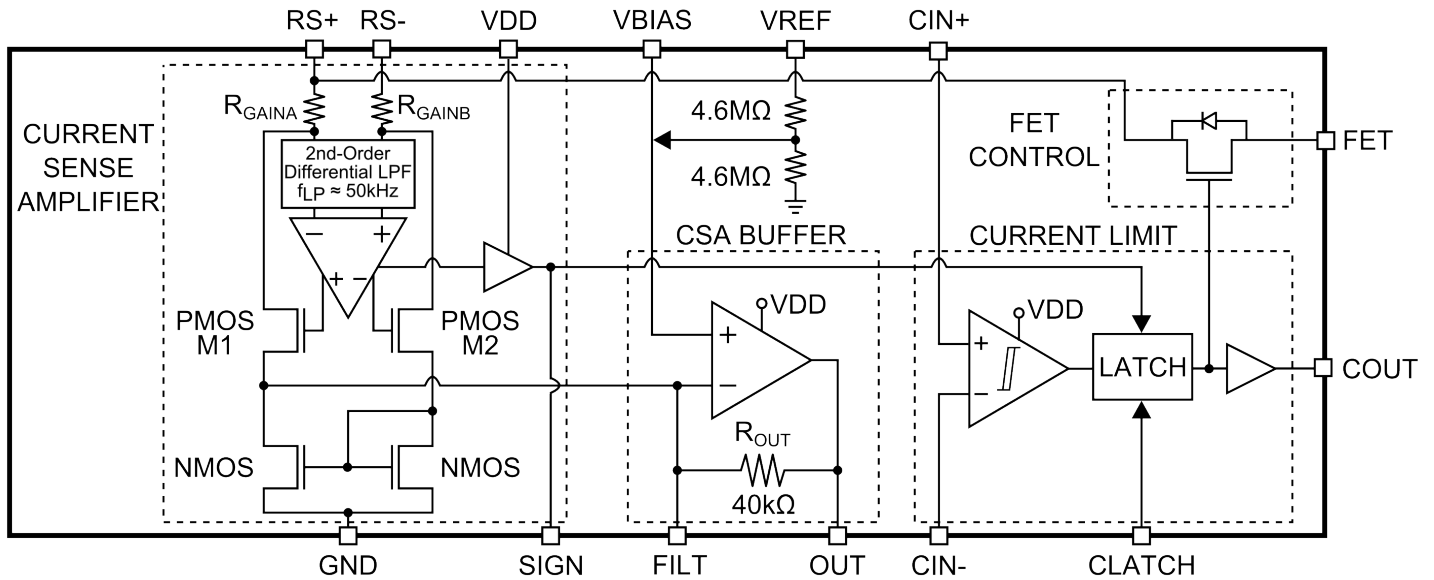 RS+ RS- VDD VBIAS VREF CIN+
RGAINA
RGAINB
4.6MΩ
4.6MΩ
CURRENT
SENSE
AMPLIFIER
2nd-Order
Differential LPF
fLP ≈ 50kHz
− +
+ −
FET
CONTROL
FET
CSA BUFFER
CURRENT LIMIT
PMOS
M1
PMOS
M2
VDD
+
−
VDD
+
−
LATCH
COUT
ROUT
40kΩ
NMOS
NMOS
GND SIGN FILT OUT CIN- CLATCH